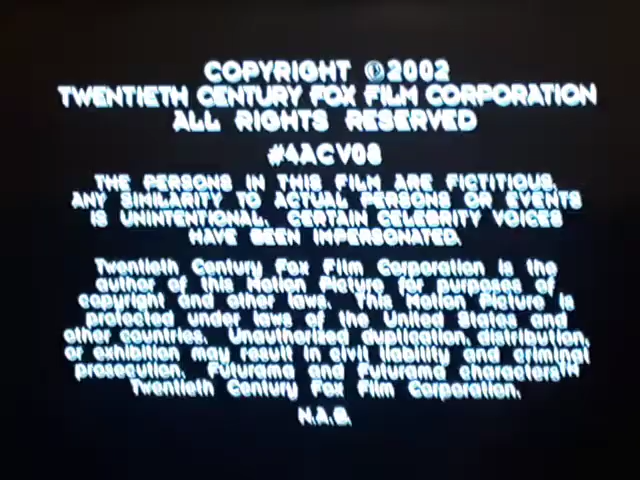 COPYRIGHT ©2002
TWENTIETH CENTURY FOX FILM CORPORATION
ALL RIGHTS RESERVED
#4ACV08
THE PERSONS IN THIS FILM ARE FICTITIOUS.
ANY SIMILARITY TO ACTUAL PERSONS OR EVENTS
IS UNINTENTIONAL. CERTAIN CELEBRITY VOICES
HAVE BEEN IMPERSONATED.
Twentieth Century Fox Film Corporation is the
author of this Motion Picture for purposes of
copyright and other laws. This Motion Picture is
protected under laws of the United States and
other countries. Unauthorized duplication, distribution,
or exhibition may result in civil liability and criminal
prosecution. Futurama and Futurama characters™
Twentieth Century Fox Film Corporation.
N.A.B.